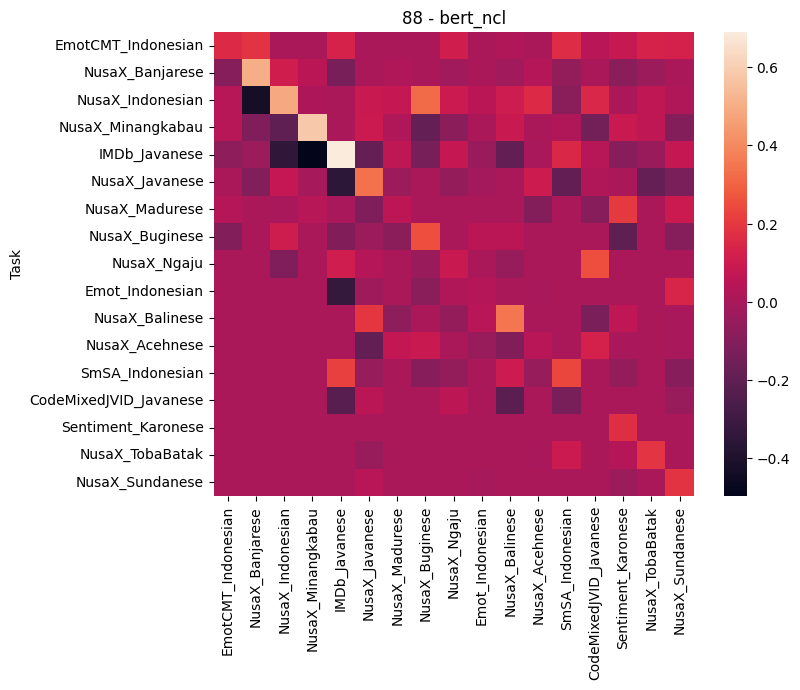 88 - bert_ncl
Task
EmotCMT_Indonesian
NusaX_Banjarese
NusaX_Indonesian
NusaX_Minangkabau
IMDb_Javanese
NusaX_Javanese
NusaX_Madurese
NusaX_Buginese
NusaX_Ngaju
Emot_Indonesian
NusaX_Balinese
NusaX_Acehnese
SmSA_Indonesian
CodeMixedJVID_Javanese
Sentiment_Karonese
NusaX_TobaBatak
NusaX_Sundanese
EmotCMT_Indonesian
NusaX_Banjarese
NusaX_Indonesian
NusaX_Minangkabau
IMDb_Javanese
NusaX_Javanese
NusaX_Madurese
NusaX_Buginese
NusaX_Ngaju
Emot_Indonesian
NusaX_Balinese
NusaX_Acehnese
SmSA_Indonesian
CodeMixedJVID_Javanese
Sentiment_Karonese
NusaX_TobaBatak
NusaX_Sundanese
0.6
0.4
0.2
0.0
−0.2
−0.4